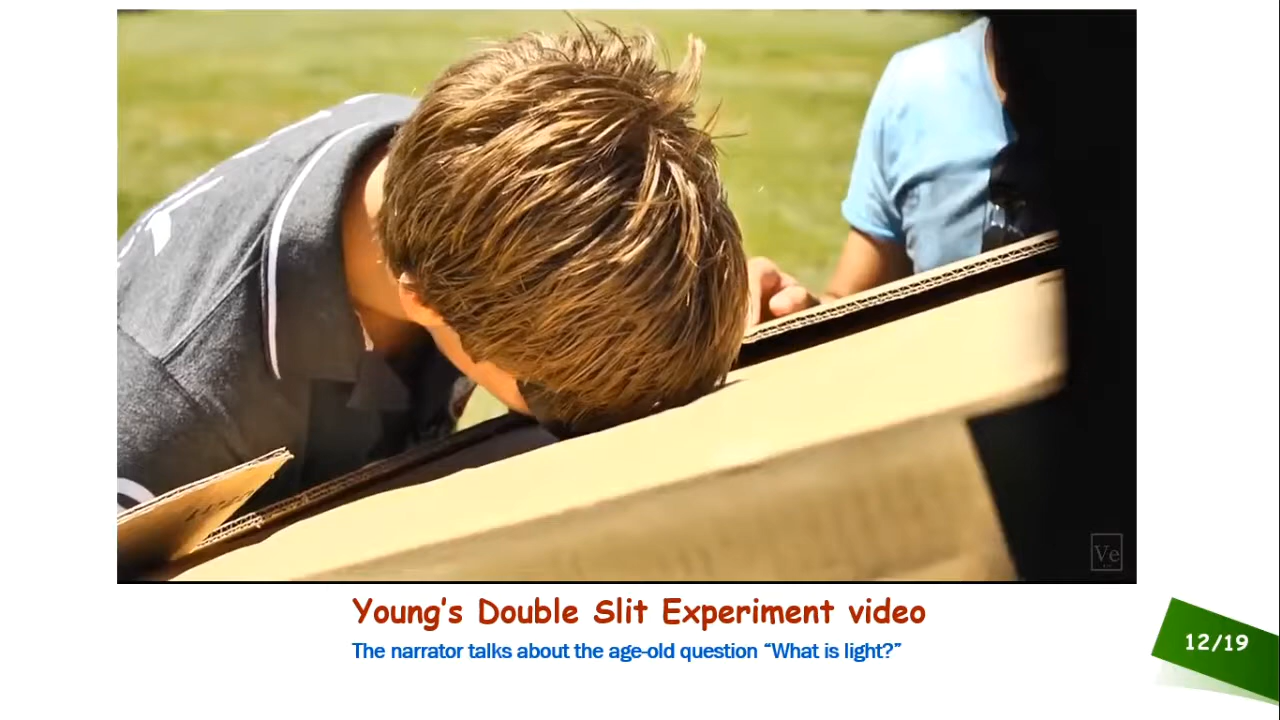 Ve
Young's Double Slit Experiment video
The narrator talks about the age-old question “What is light?”
12/19